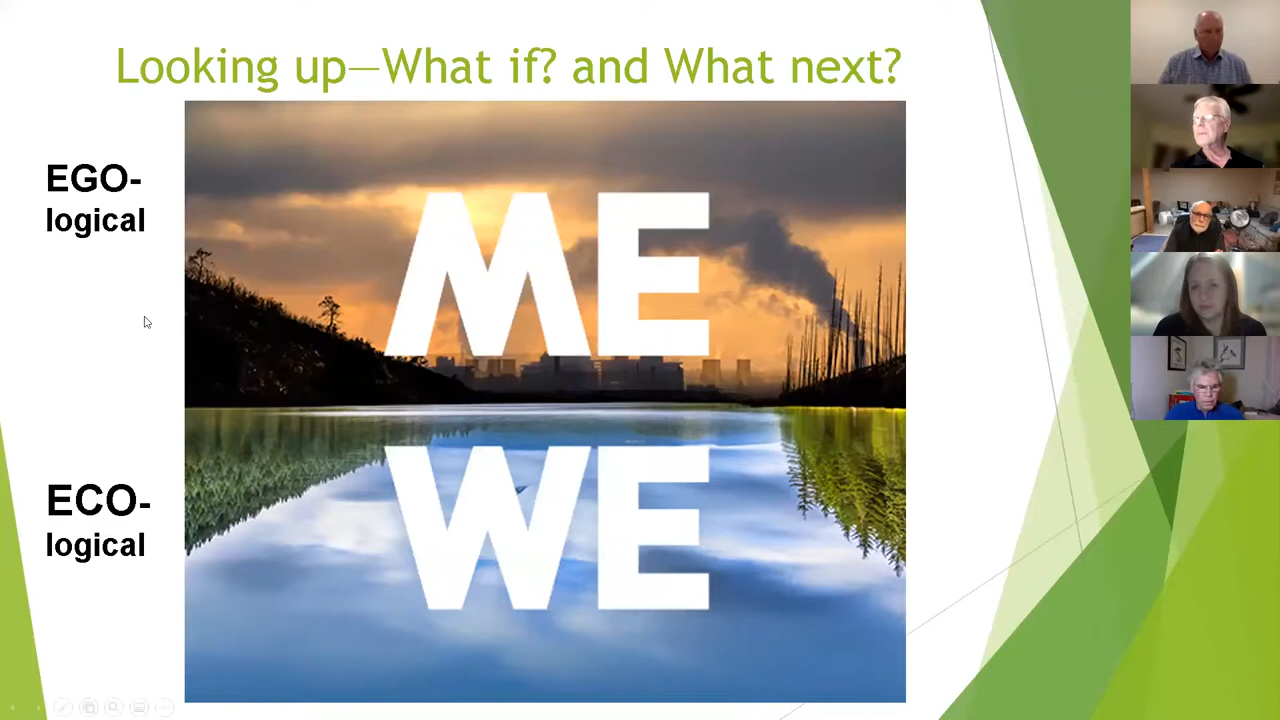 Looking up—What if? and What next?
EGO-
logical
ME
ECO-
logical
WE